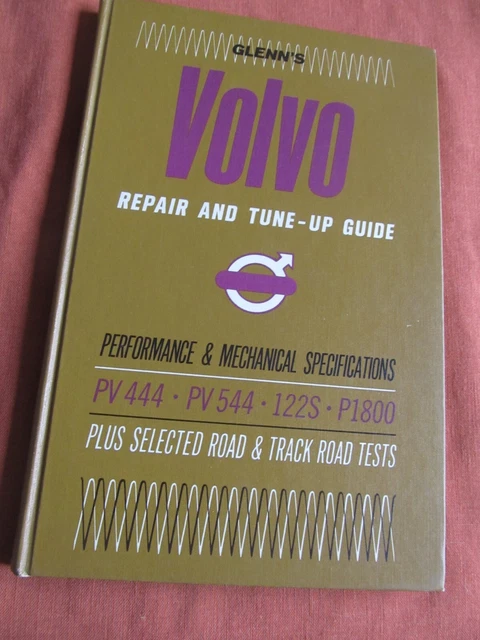 GLENN'S
Volvo
REPAIR AND TUNE-UP GUIDE
PERFORMANCE & MECHANICAL SPECIFICATIONS
PV 444 · PV 544 · 122S · P1800
PLUS SELECTED ROAD & TRACK ROAD TESTS